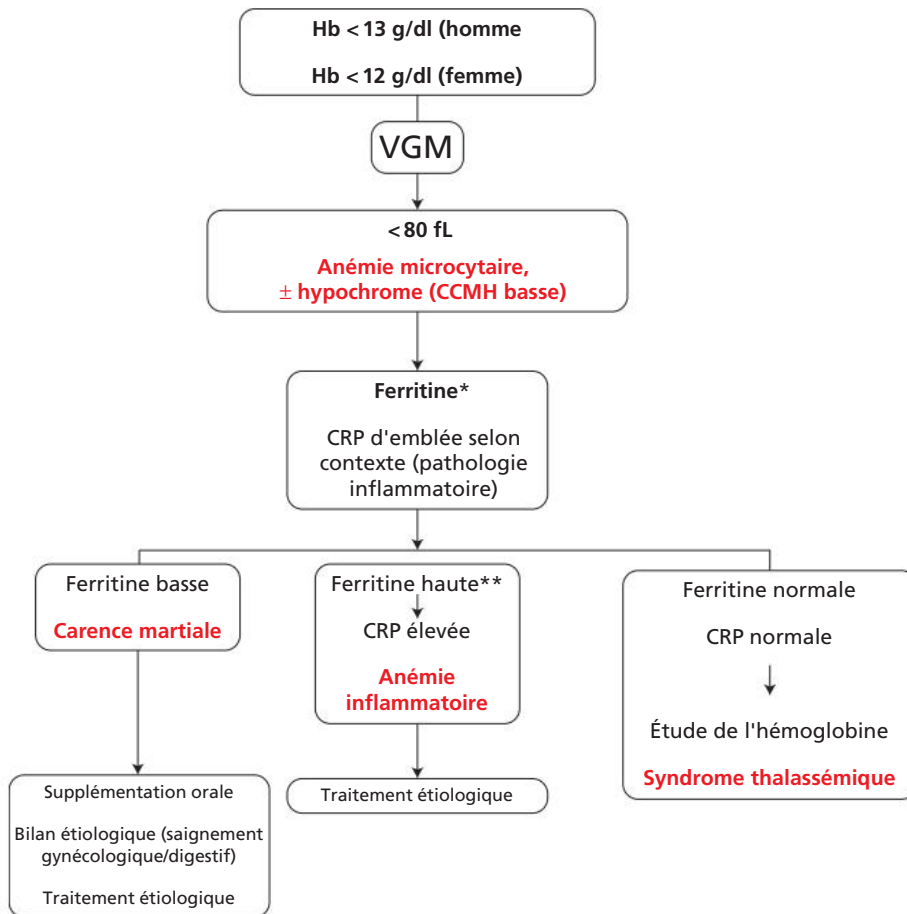 Hb < 13 g/dl (homme
Hb < 12 g/dl (femme)
VGM
< 80 fL
Anémie microcytaire,
± hypochrome (CCMH basse)
Ferritine*
CRP d'emblée selon
contexte (pathologie
inflammatoire)
Ferritine basse
Carence martiale
Supplémentation orale
Bilan étiologique (saignement
gynécologique/digestif)
Traitement étiologique
Ferritine haute**
CRP élevée
Anémie
inflammatoire
Traitement étiologique
Ferritine normale
CRP normale
Étude de l'hémoglobine
Syndrome thalassémique